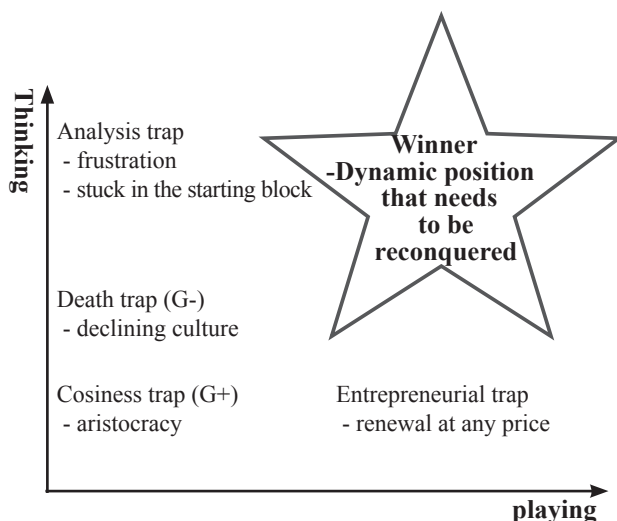 Thinking
Analysis trap
- frustration
- stuck in the starting block
Winner
-Dynamic position
that needs
to be
reconquered
Death trap (G-)
- declining culture
Cosiness trap (G+)
- aristocracy
Entrepreneurial trap
- renewal at any price
playing